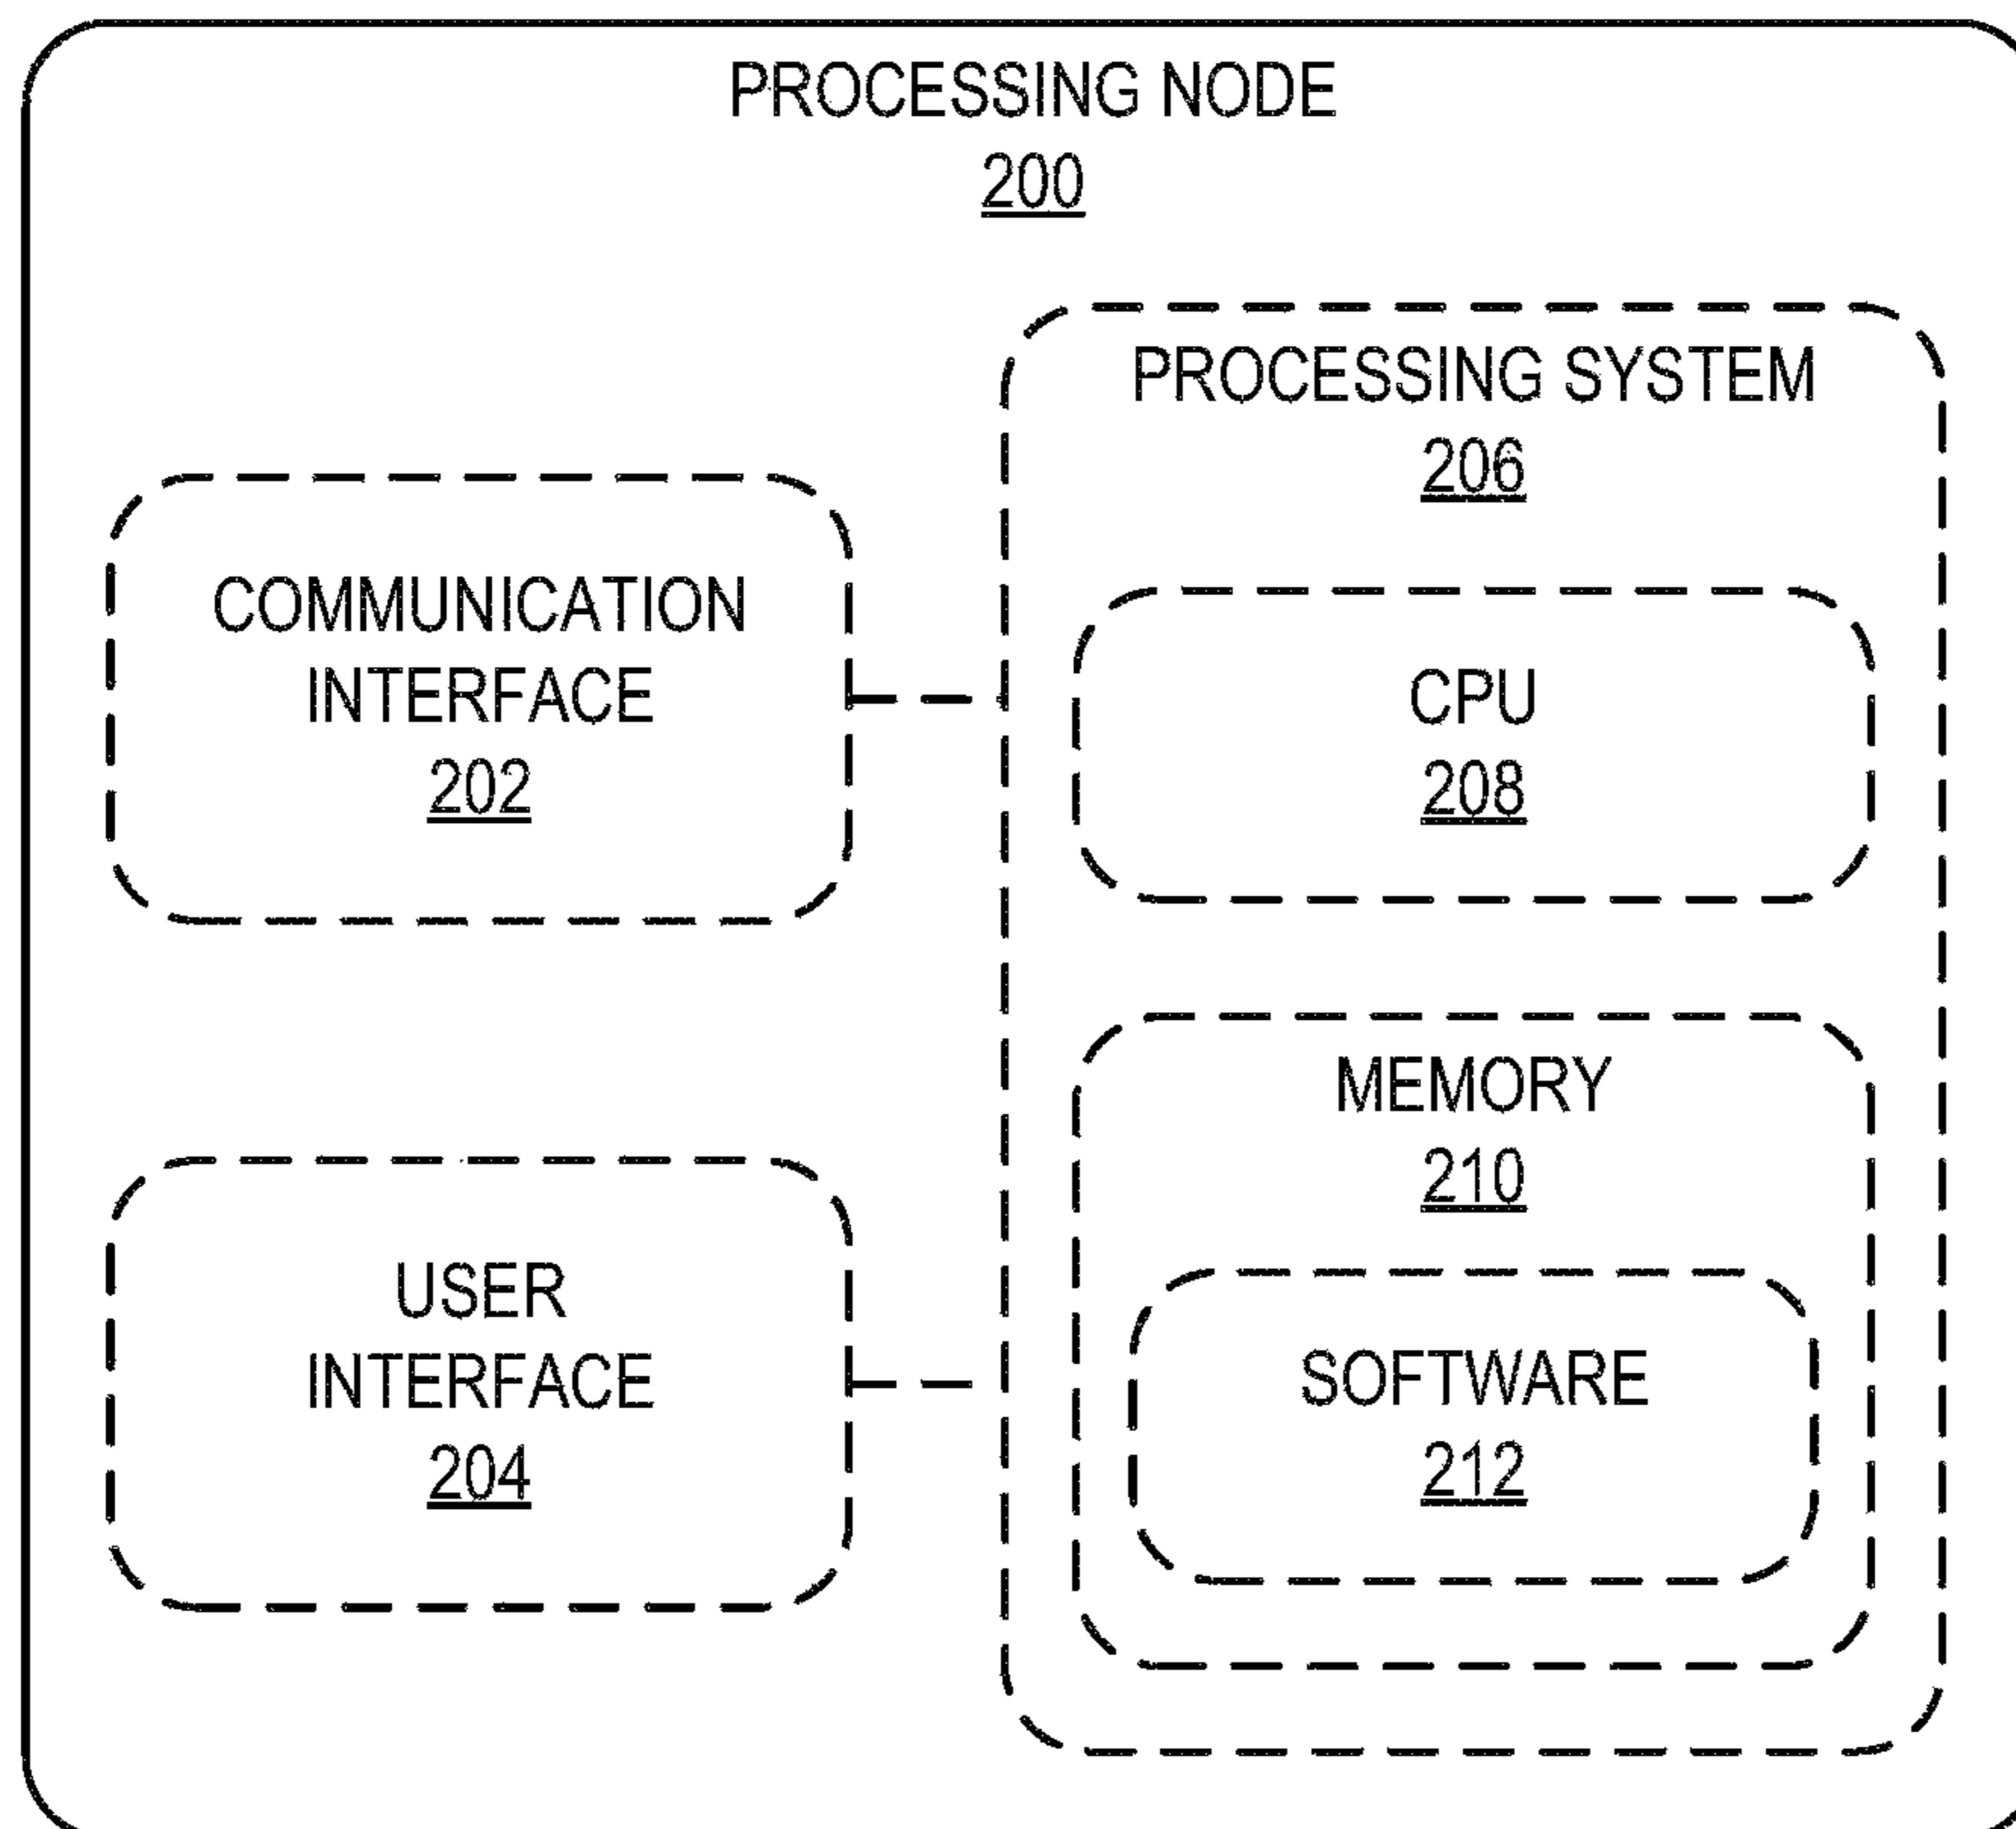 PROCESSING NODE
200
PROCESSING SYSTEM
206
COMMUNICATION
INTERFACE
202
CPU
208
MEMORY
210
USER
INTERFACE
204
SOFTWARE
212